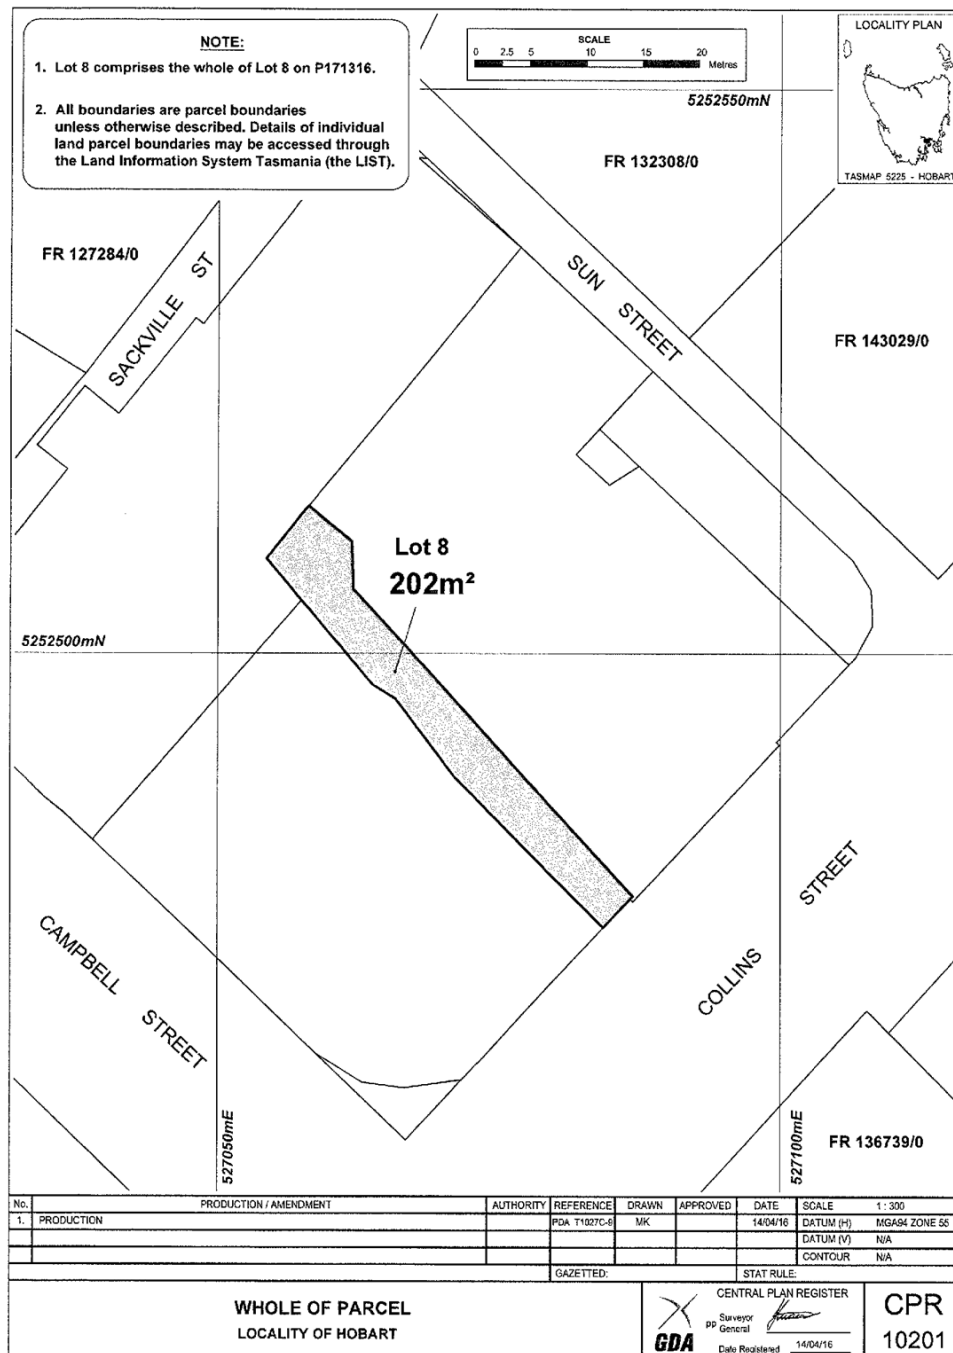 NOTE:
1. Lot 8 comprises the whole of Lot 8 on P171316.
2. All boundaries are parcel boundaries
unless otherwise described. Details of individual
land parcel boundaries may be accessed through
the Land Information System Tasmania (the LIST).
SCALE
0 2.5 5 10 15 20
Metres
LOCALITY PLAN
TASMAP 5225 - HOBART
5252550mN
FR 132308/0
FR 127284/0
SACKVILLE ST
SUN STREET
FR 143029/0
Lot 8
202m²
5252500mN
CAMPBELL STREET
COLLINS STREET
527050mE
527100mE
FR 136739/0
No. PRODUCTION / AMENDMENT AUTHORITY REFERENCE DRAWN APPROVED DATE SCALE 1 : 300
1. PRODUCTION PDA T1027C-9 MK 14/04/16 DATUM (H) MGA94 ZONE 55
DATUM (V) N/A
CONTOUR N/A
GAZETTED: STAT RULE:
WHOLE OF PARCEL
LOCALITY OF HOBART
GDA
CENTRAL PLAN REGISTER
pp Surveyor
General
Date Registered 14/04/16
CPR
10201